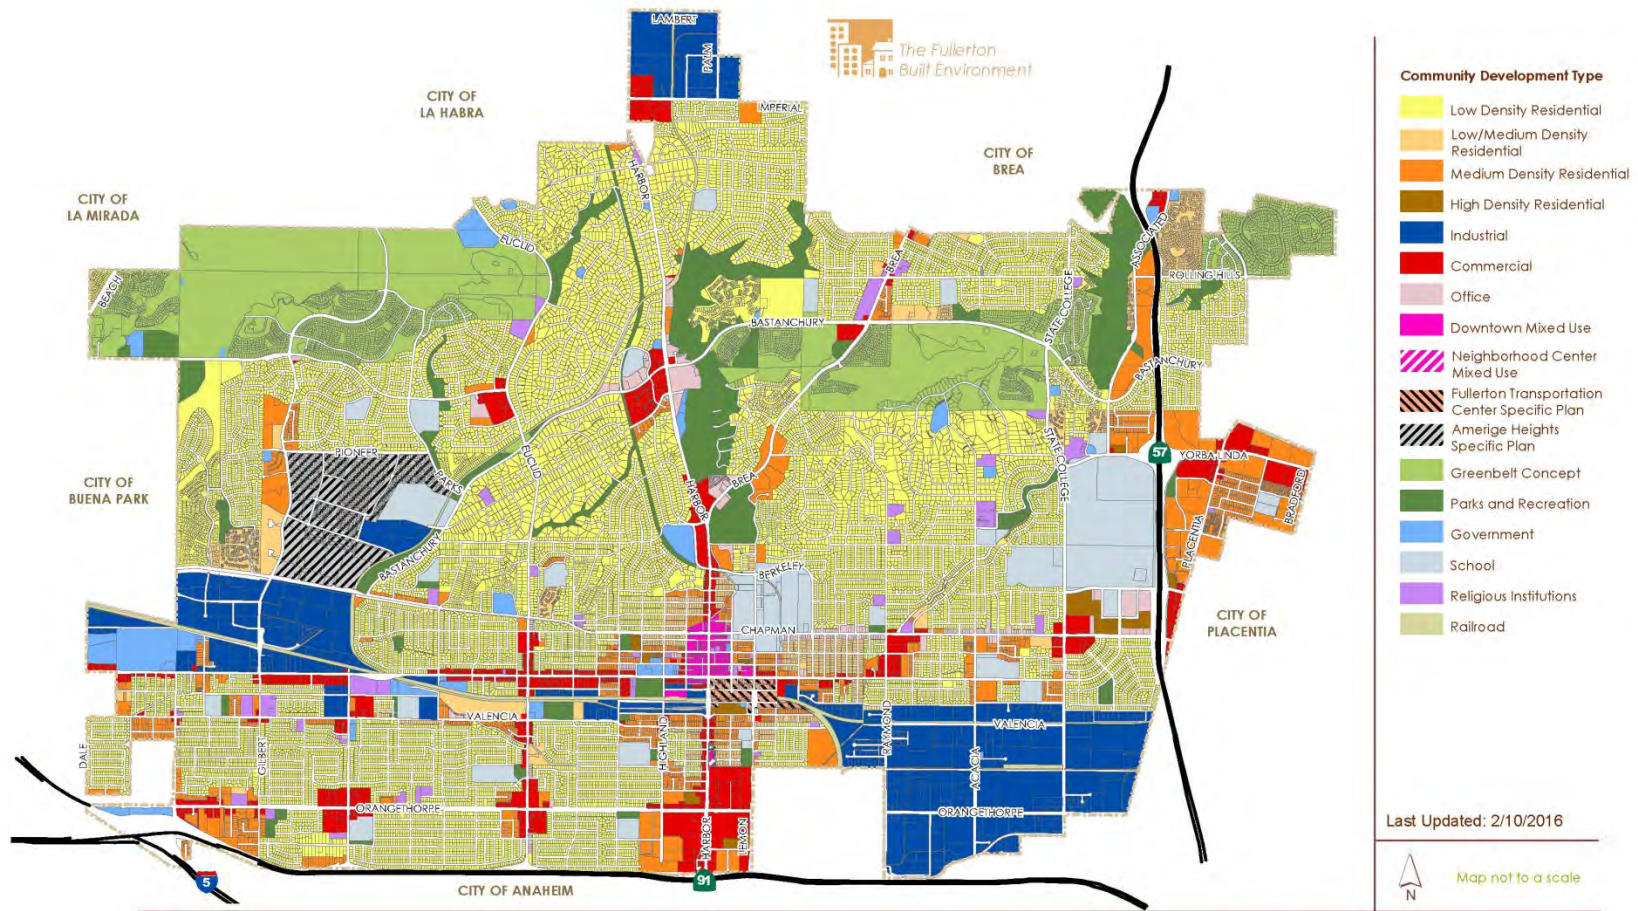 LAMBERT
PALM
IMPERIAL
The Fullerton
Built Environment
CITY OF
LA HABRA
CITY OF
BREA
CITY OF
LA MIRADA
HARBOR
EUCLID
BREA
ASSOCIATED
ROLLING HILLS
BEACH
STATE COLLEGE
BASTANCHURY
BASTANCHURY
CITY OF
BUENA PARK
PIONEER
PARKS
EUCLID
HARBOR
BREA
STATE COLLEGE
57
YORBA LINDA
BRADFORD
PLACENTIA
BASTANCHURY
BERKELEY
CHAPMAN
CITY OF
PLACENTIA
VALENCIA
VALENCIA
DALE
GILBERT
HIGHLAND
RAYMOND
ACACIA
ORANGETHORPE
ORANGETHORPE
HARBOR
LEMON
5
91
CITY OF ANAHEIM
Community Development Type
Low Density Residential
Low/Medium Density
Residential
Medium Density Residential
High Density Residential
Industrial
Commercial
Office
Downtown Mixed Use
Neighborhood Center
Mixed Use
Fullerton Transportation
Center Specific Plan
Amerige Heights
Specific Plan
Greenbelt Concept
Parks and Recreation
Government
School
Religious Institutions
Railroad
Last Updated: 2/10/2016
N
Map not to a scale